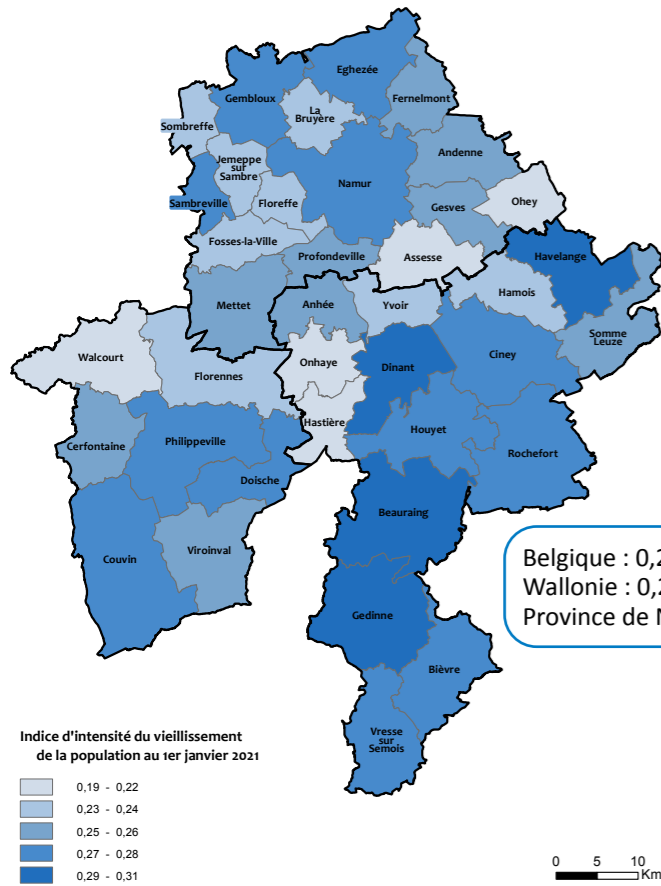 Eghezée
Gembloux
Fernelmont
La
Bruyère
Sombreffe
Jemeppe
sur
Sambre
Andenne
Namur
Sambreville
Floreffe
Gesves
Ohey
Fosses-la-Ville
Profondeville
Assesse
Havelange
Mettet
Anhée
Yvoir
Hamois
Somme
Leuze
Walcourt
Florennes
Onhaye
Dinant
Ciney
Hastière
Cerfontaine
Philippeville
Houyet
Rochefort
Doische
Beauraing
Couvin
Viroinval
Belgique : 0,2
Wallonie : 0,2
Province de N
Gedinne
Bièvre
Vresse
sur
Semois
Indice d'intensité du vieillissement
de la population au 1er janvier 2021
0,19 - 0,22
0,23 - 0,24
0,25 - 0,26
0,27 - 0,28
0,29 - 0,31
0 5 10
Km